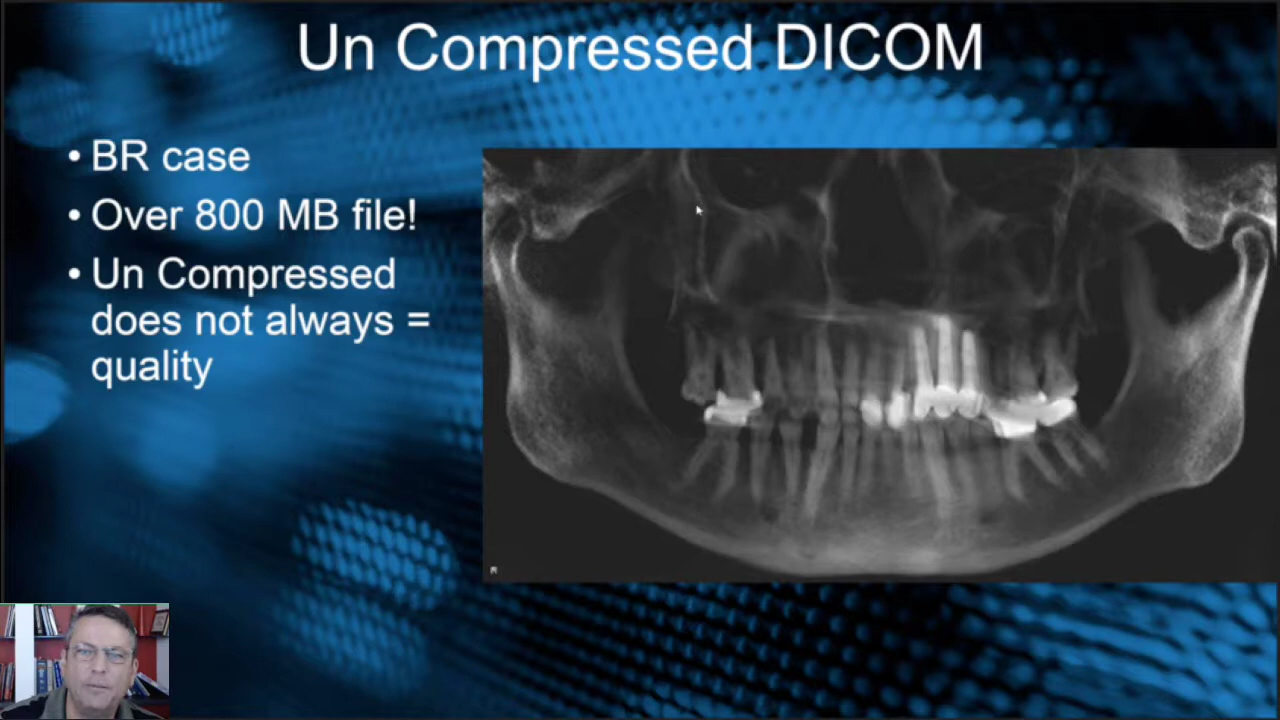 Un Compressed DICOM
• BR case
• Over 800 MB file!
• Un Compressed
does not always =
quality
R